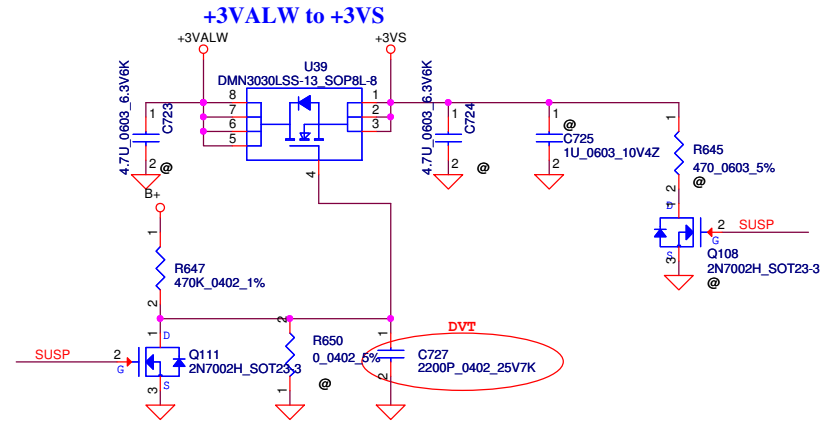 +3VALW to +3VS
+3VALW
+3VS
U39
DMN3030LSS-13_SOP8L-8
8
7
6
5
1
2
3
4
4.7U_0603_6.3V6K
C723
1
2
@
4.7U_0603_6.3V6K
C724
1
2
@
1
2
@
C725
1U_0603_10V4Z
1
2
R645
470_0603_5%
@
1
D
2
SUSP
G
S
3
Q108
2N7002H_SOT23-3
@
B+
1
R647
470K_0402_1%
2
1
D
SUSP
2
G
Q111
2N7002H_SOT23-3
S
3
2
R650
0_0402_5%
@
1
DVT
1
C727
2200P_0402_25V7K
2